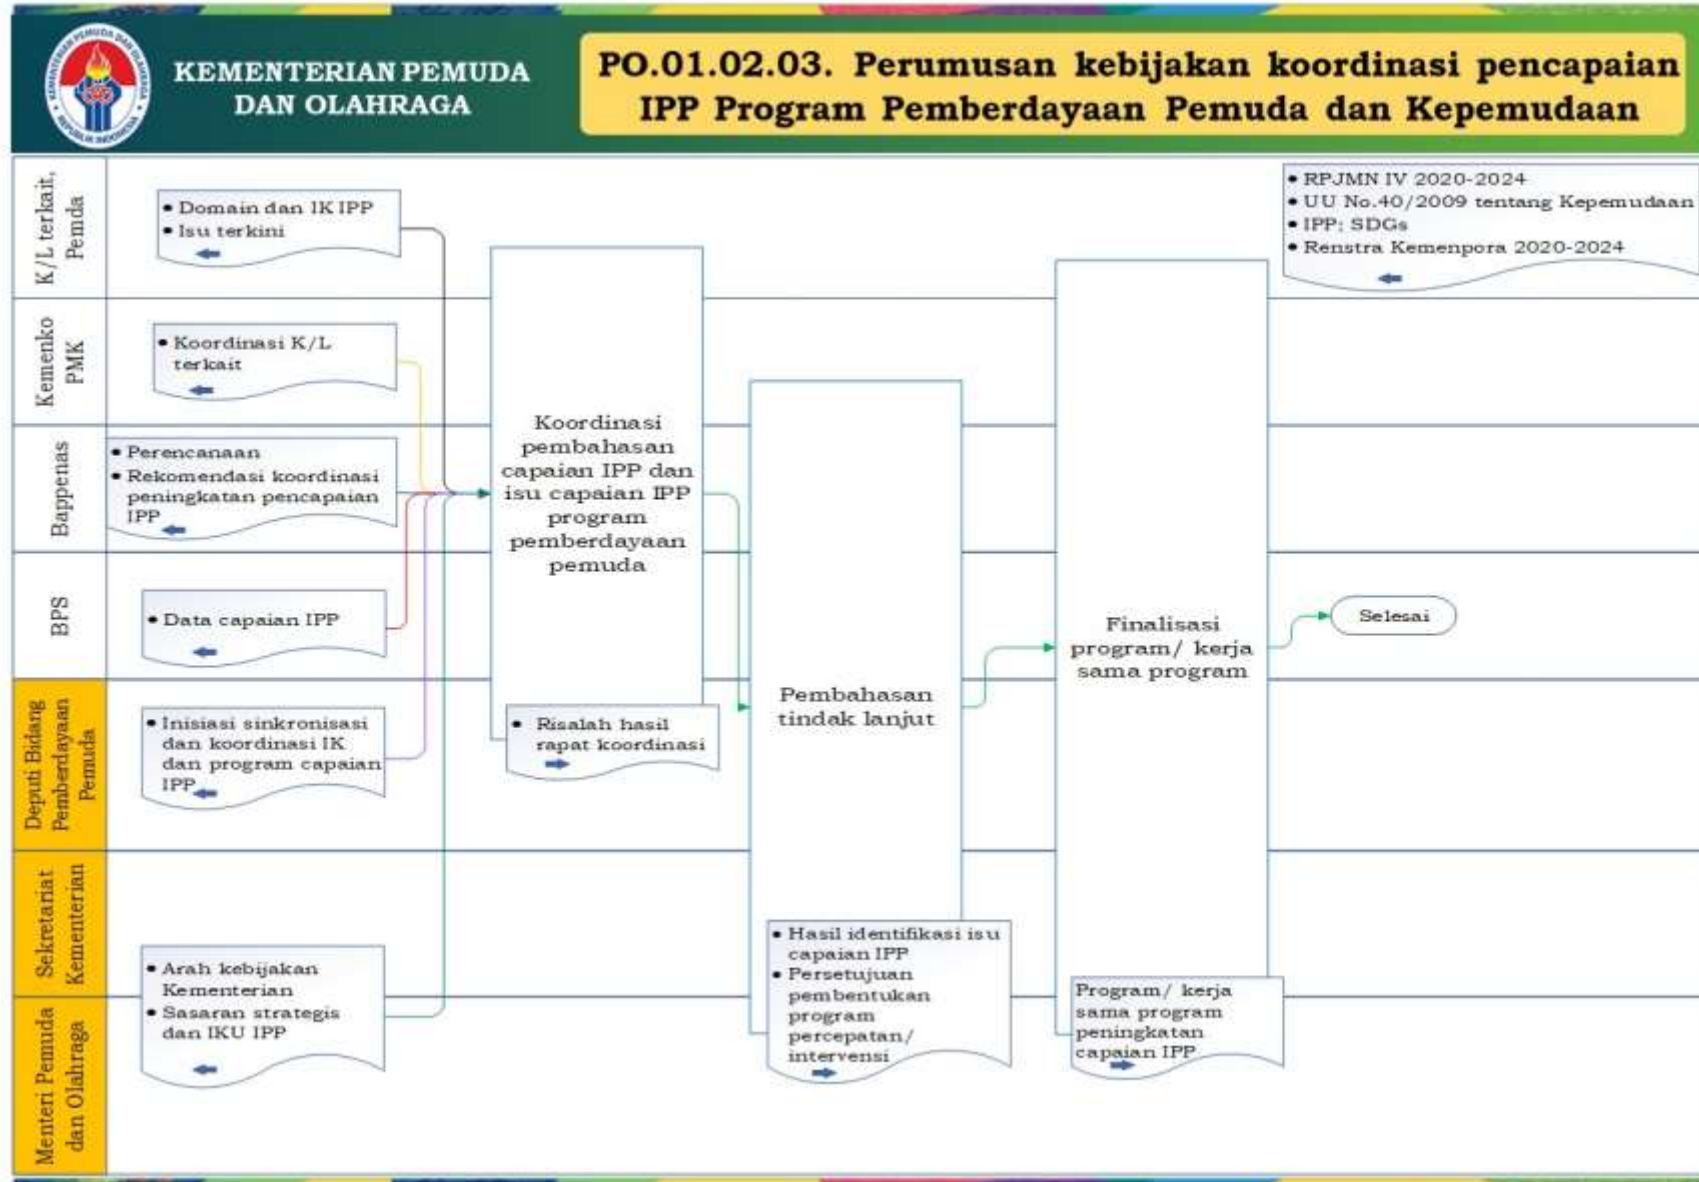 KEMENTERIAN PEMUDA DAN OLAHRAGA
REPUBLIK INDONESIA
KEMENTERIAN PEMUDA
DAN OLAHRAGA
PO.01.02.03. Perumusan kebijakan koordinasi pencapaian
IPP Program Pemberdayaan Pemuda dan Kepemudaan
K/L terkait,
Pemda
• Domain dan IK IPP
• Isu terkini
• RPJMN IV 2020-2024
• UU No.40/2009 tentang Kepemudaan
• IPP; SDGs
• Renstra Kemenpora 2020-2024
Kemenko
PMK
• Koordinasi K/L
terkait
Bappenas
• Perencanaan
• Rekomendasi koordinasi
peningkatan pencapaian
IPP
Koordinasi
pembahasan
capaian IPP dan
isu capaian IPP
program
pemberdayaan
pemuda
BPS
• Data capaian IPP
Finalisasi
program/ kerja
sama program
Selesai
Deputi Bidang
Pemberdayaan
Pemuda
• Inisiasi sinkronisasi
dan koordinasi IK
dan program capaian
IPP
• Risalah hasil
rapat koordinasi
Pembahasan
tindak lanjut
Sekretariat
Kementerian
Menteri Pemuda
dan Olahraga
• Arah kebijakan
Kementerian
• Sasaran strategis
dan IKU IPP
• Hasil identifikasi isu
capaian IPP
• Persetujuan
pembentukan
program
percepatan/
intervensi
Program/ kerja
sama program
peningkatan
capaian IPP